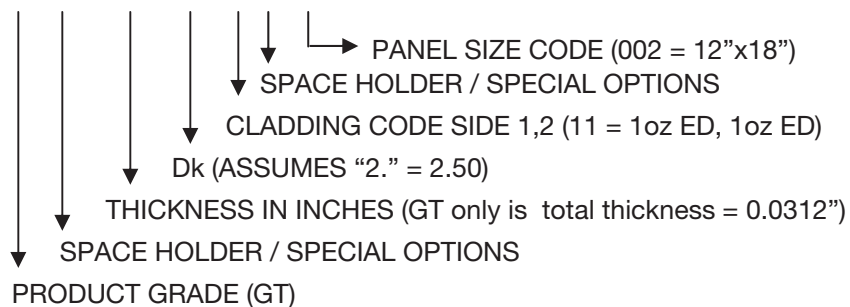 PANEL SIZE CODE (002 = 12”x18”)
SPACE HOLDER / SPECIAL OPTIONS
CLADDING CODE SIDE 1,2 (11 = 1oz ED, 1oz ED)
Dk (ASSUMES “2.” = 2.50)
THICKNESS IN INCHES (GT only is total thickness = 0.0312”)
SPACE HOLDER / SPECIAL OPTIONS
PRODUCT GRADE (GT)